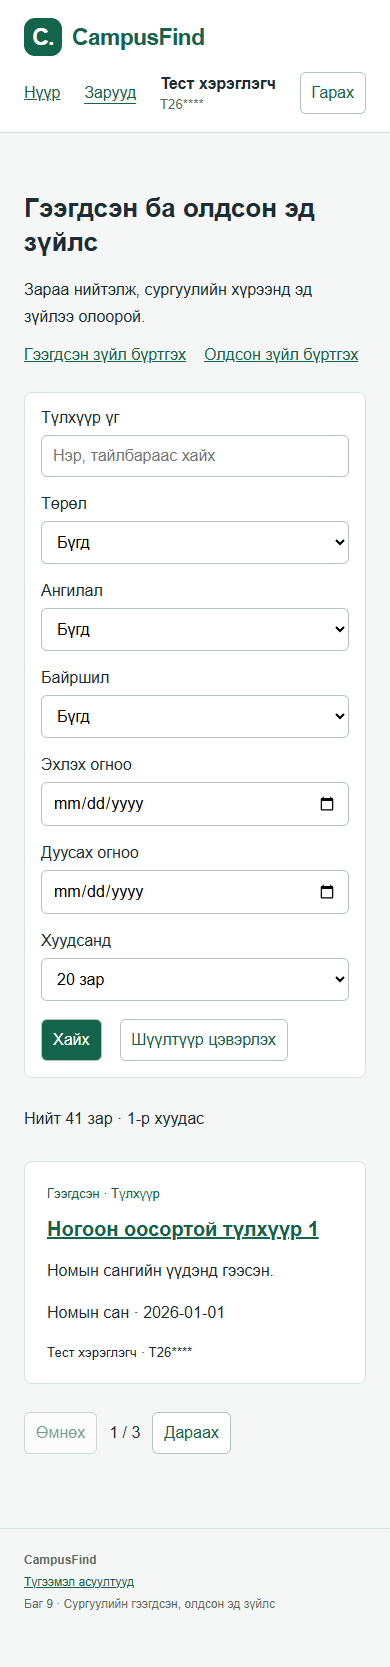 C. CampusFind
Нүүр Зарууд Тест хэрэглэгч Гарах
T26****
Гээгдсэн ба олдсон эд
зүйлс
Зараа нийтэлж, сургуулийн хүрээнд эд
зүйлээ олоорой.
Гээгдсэн зүйл бүртгэх Олдсон зүйл бүртгэх
Түлхүүр үг
Нэр, тайлбараас хайх
Төрөл
Бүгд
Ангилал
Бүгд
Байршил
Бүгд
Эхлэх огноо
mm/dd/yyyy
Дуусах огноо
mm/dd/yyyy
Хуудсанд
20 зар
Хайх Шүүлтүүр цэвэрлэх
Нийт 41 зар · 1-р хуудас
Гээгдсэн · Түлхүүр
Ногоон оосортой түлхүүр 1
Номын сангийн үүдэнд гээсэн.
Номын сан · 2026-01-01
Тест хэрэглэгч · T26****
Өмнөх 1 / 3 Дараах
CampusFind
Түгээмэл асуултууд
Баг 9 · Сургуулийн гээгдсэн, олдсон эд зүйлс